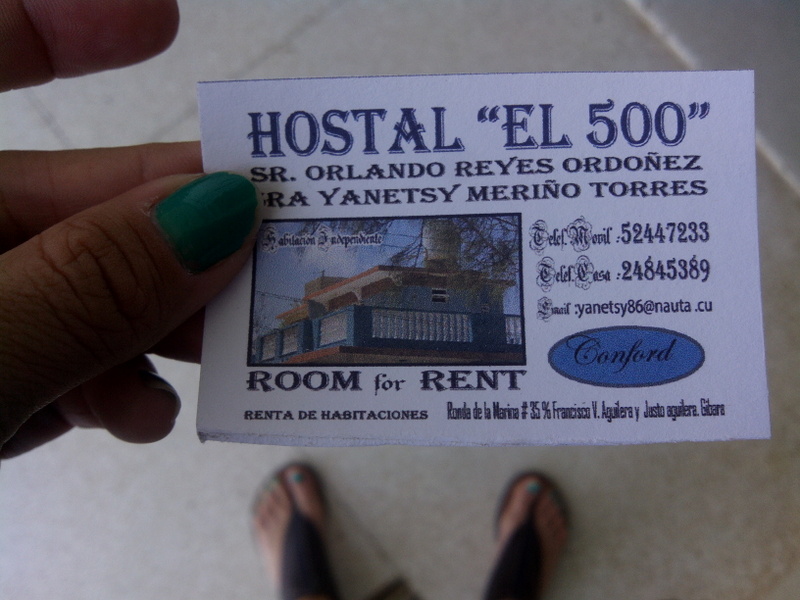 HOSTAL “EL 500”
SR. ORLANDO REYES ORDOÑEZ
SRA YANETSY MERIÑO TORRES
Habitacion Independiente
Telef. Movil :52447233
Telef. Casa :24845389
Email :yanetsy86@nauta.cu
Conford
ROOM for RENT
RENTA DE HABITACIONES
Ronda de la Marina # 35 % Francisco V. Aguilera y Justo aguilera. Gibara